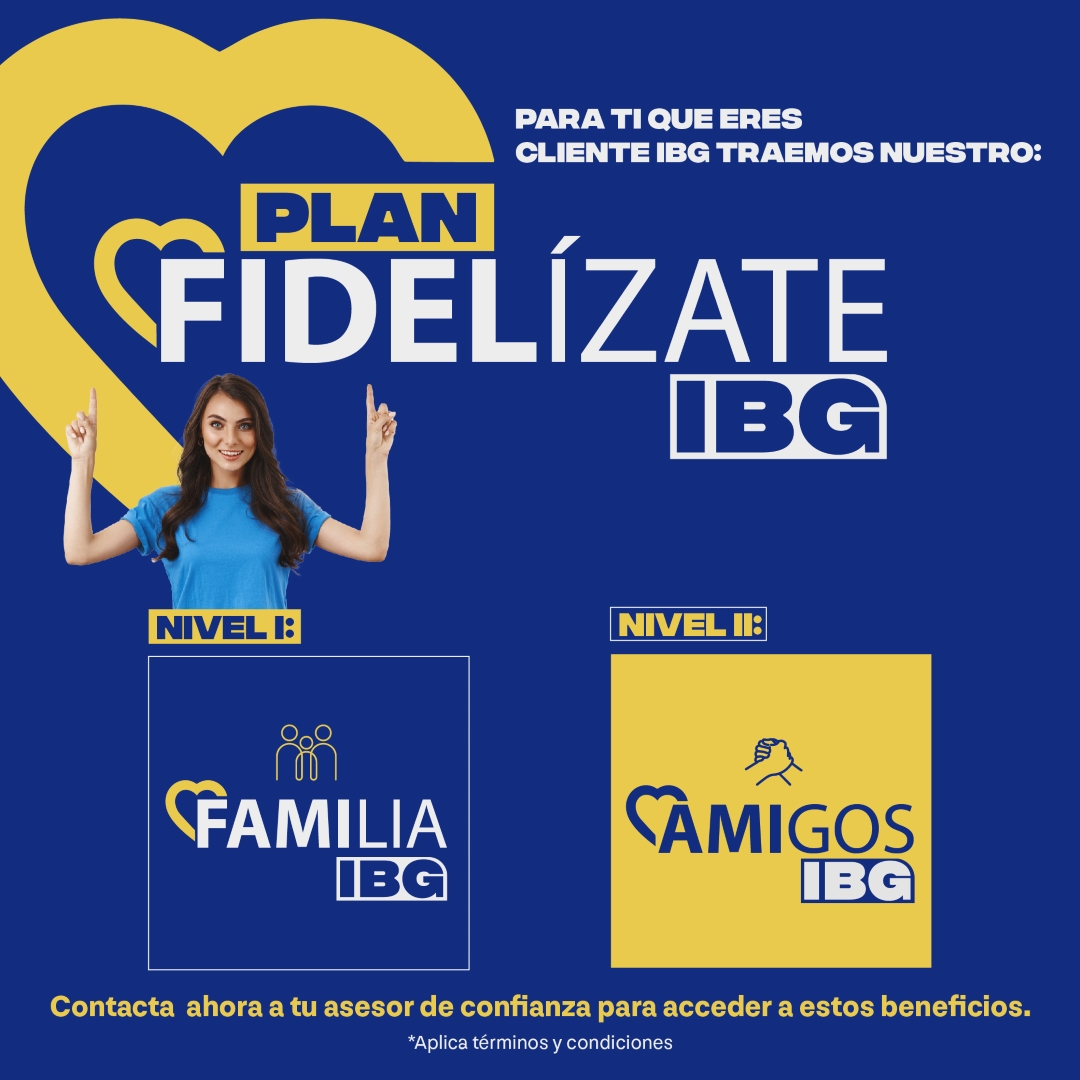 PARA TI QUE ERES
CLIENTE IBG TRAEMOS NUESTRO:
PLAN
FIDELÍZATE
IBG
NIVEL I:
FAMILIA
IBG
NIVEL II:
AMIGOS
IBG
Contacta ahora a tu asesor de confianza para acceder a estos beneficios.
*Aplica términos y condiciones